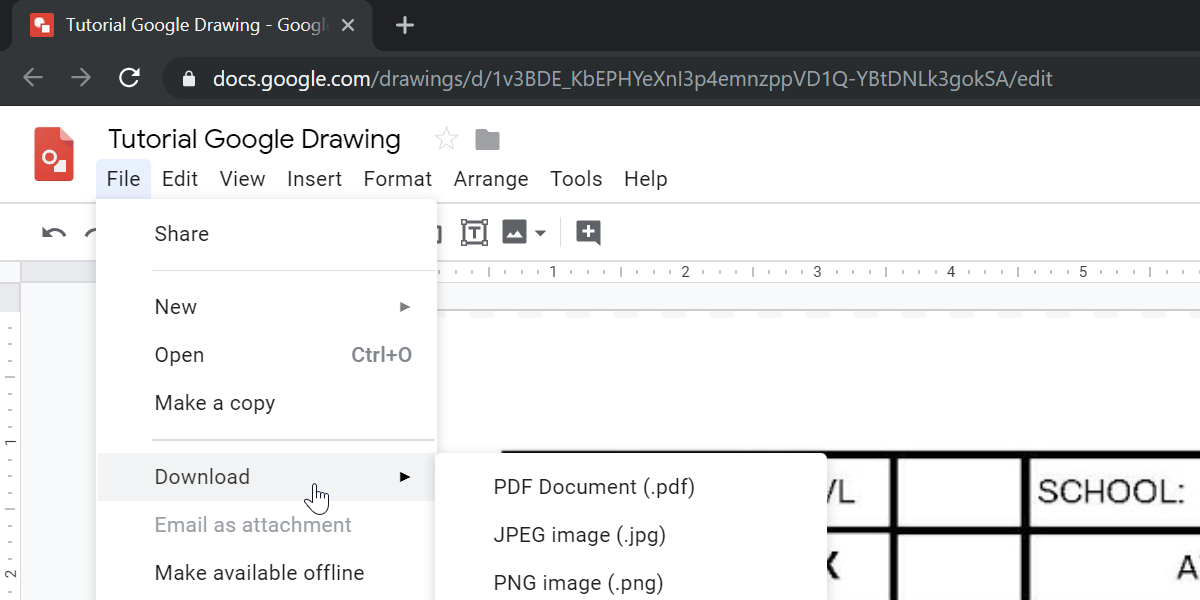 Tutorial Google Drawing - Googl
docs.google.com/drawings/d/1v3BDE_KbEPHYeXnI3p4emnzppVD1Q-YBtDNLk3gokSA/edit
Tutorial Google Drawing
File Edit View Insert Format Arrange Tools Help
Share
1 2 3 4 5
New
Open Ctrl+O
Make a copy
1
Download
PDF Document (.pdf)
VL
SCHOOL:
Email as attachment
JPEG image (.jpg)
Make available offline
PNG image (.png)
2